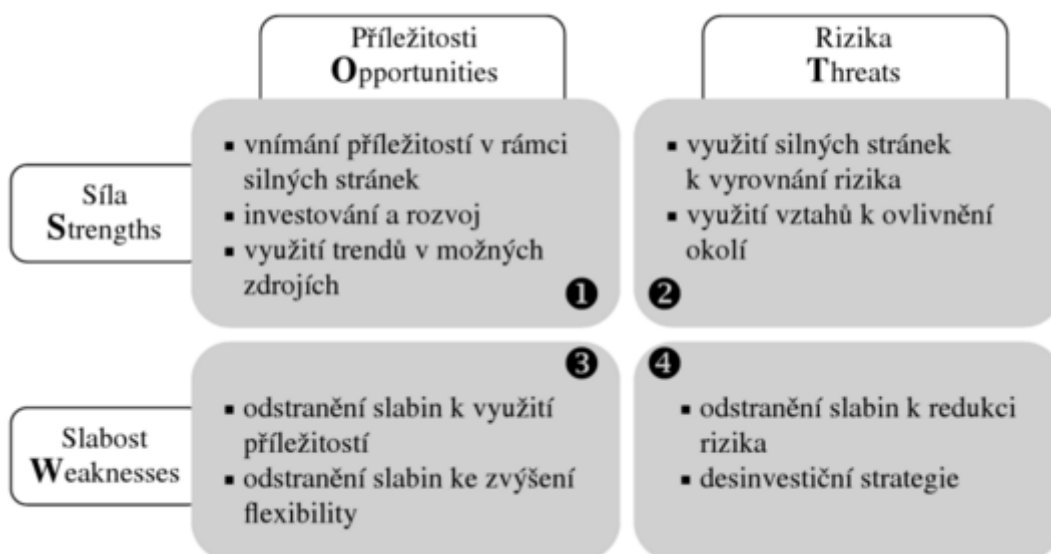 Příležitosti
Opportunities
Rizika
Threats
Síla
Strengths
▪ vnímání příležitostí v rámci
silných stránek
▪ investování a rozvoj
▪ využití trendů v možných
zdrojích
❶
▪ využití silných stránek
k vyrovnání rizika
▪ využití vztahů k ovlivnění
okolí
❷
Slabost
Weaknesses
❸
▪ odstranění slabin k využití
příležitostí
▪ odstranění slabin ke zvýšení
flexibility
❹
▪ odstranění slabin k redukci
rizika
▪ desinvestiční strategie